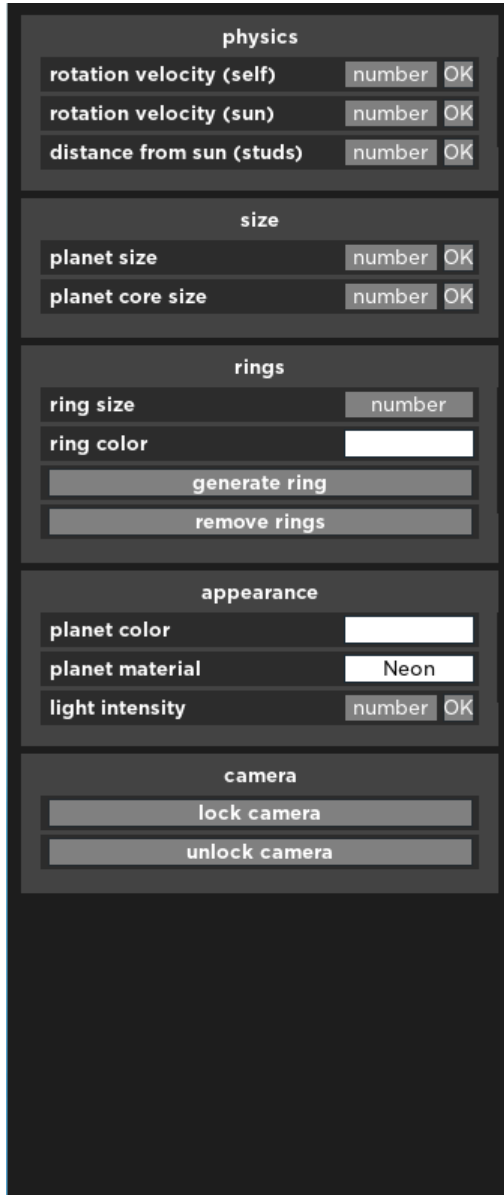 physics
rotation velocity (self) number OK
rotation velocity (sun) number OK
distance from sun (studs) number OK
size
planet size number OK
planet core size number OK
rings
ring size number
ring color
generate ring
remove rings
appearance
planet color
planet material Neon
light intensity number OK
camera
lock camera
unlock camera